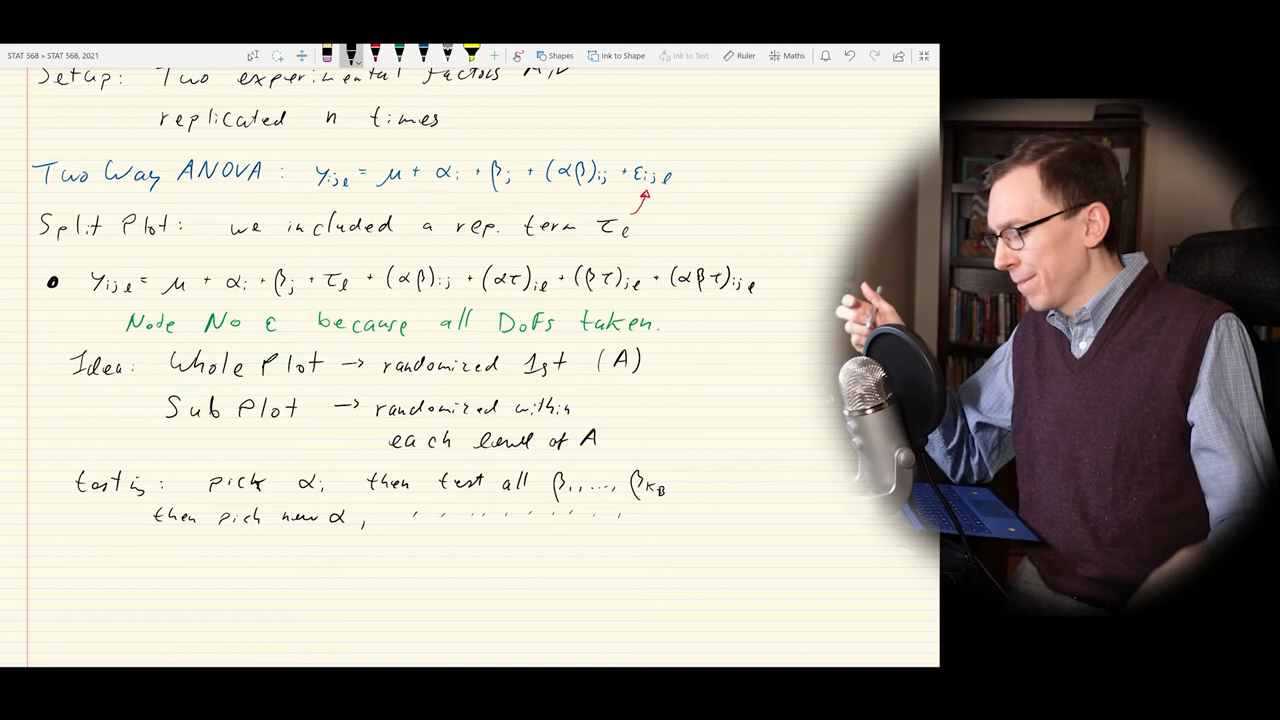 STAT 568 » STAT 568, 2021
Shapes Ink to Shape Ink to Text Ruler Maths
Setup: Two experimental factors
replicated n times
Two Way ANOVA: yᵢⱼₗ = μ + αᵢ + βⱼ + (αβ)ᵢⱼ + εᵢⱼₗ
Split Plot: we included a rep. term τₗ
• yᵢⱼₗ = μ + αᵢ + βⱼ + τₗ + (αβ)ᵢⱼ + (ατ)ᵢₗ + (βτ)ⱼₗ + (αβτ)ᵢⱼₗ
Note No ε because all DoFs taken.
Idea: Whole Plot → randomized 1st (A)
Sub Plot → randomized within
each level of A
testing: pick αᵢ then test all β₁,...., βK_B
then pick new α, ' ' ' ' ' ' ' ' '